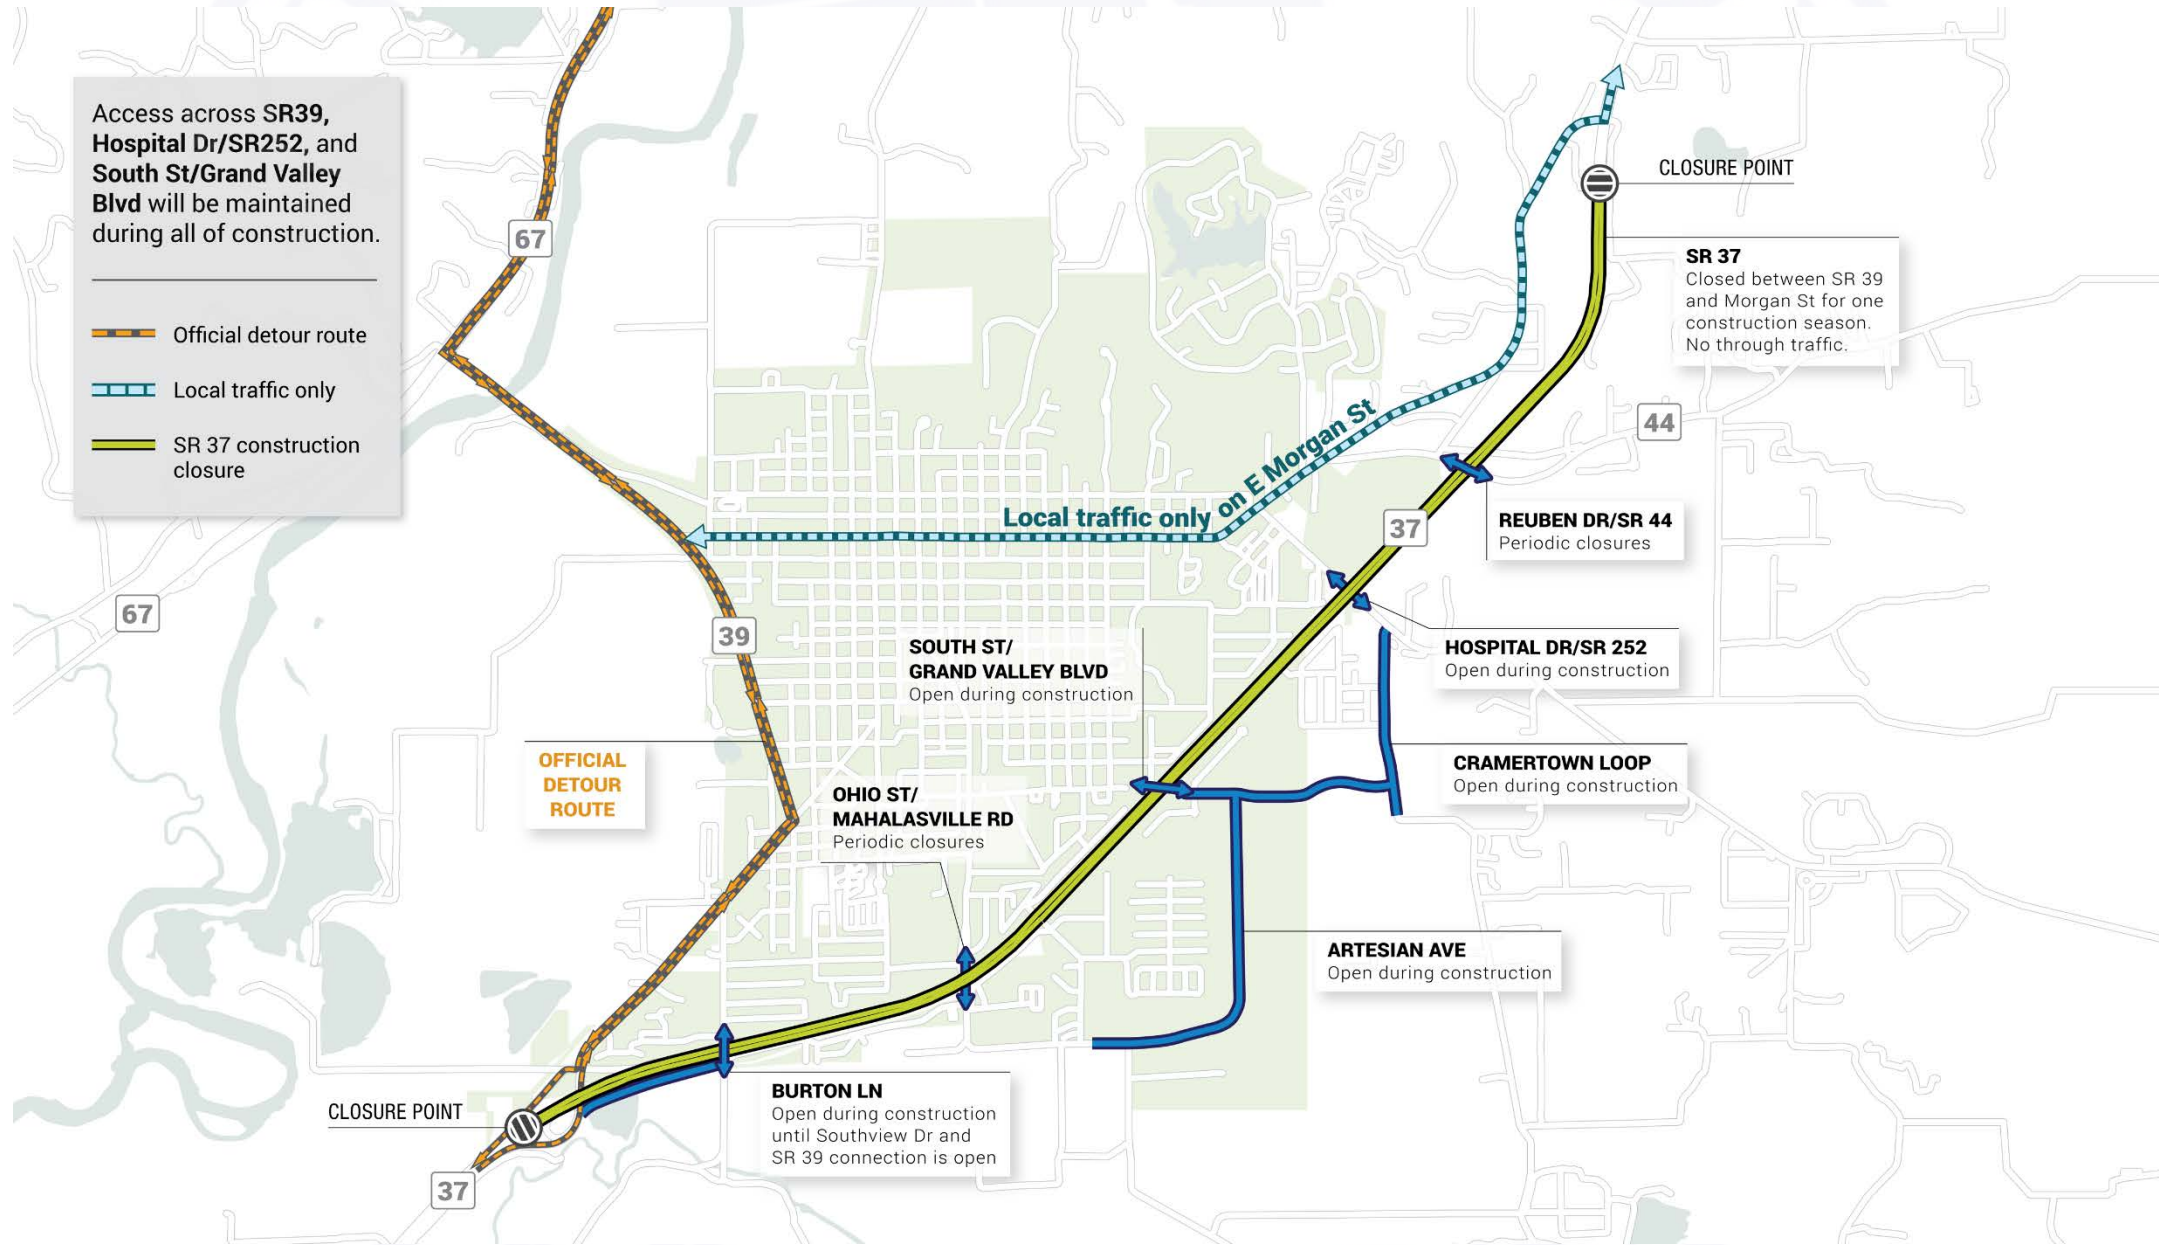 Access across SR39,
Hospital Dr/SR252, and
South St/Grand Valley
Blvd will be maintained
during all of construction.
Official detour route
Local traffic only
SR 37 construction
closure
67
CLOSURE POINT
SR 37
Closed between SR 39
and Morgan St for one
construction season.
No through traffic.
44
Local traffic only on E Morgan St
37
REUBEN DR/SR 44
Periodic closures
67
39
SOUTH ST/
GRAND VALLEY BLVD
Open during construction
HOSPITAL DR/SR 252
Open during construction
OFFICIAL
DETOUR
ROUTE
CRAMERTOWN LOOP
Open during construction
OHIO ST/
MAHALASVILLE RD
Periodic closures
ARTESIAN AVE
Open during construction
CLOSURE POINT
BURTON LN
Open during construction
until Southview Dr and
SR 39 connection is open
37